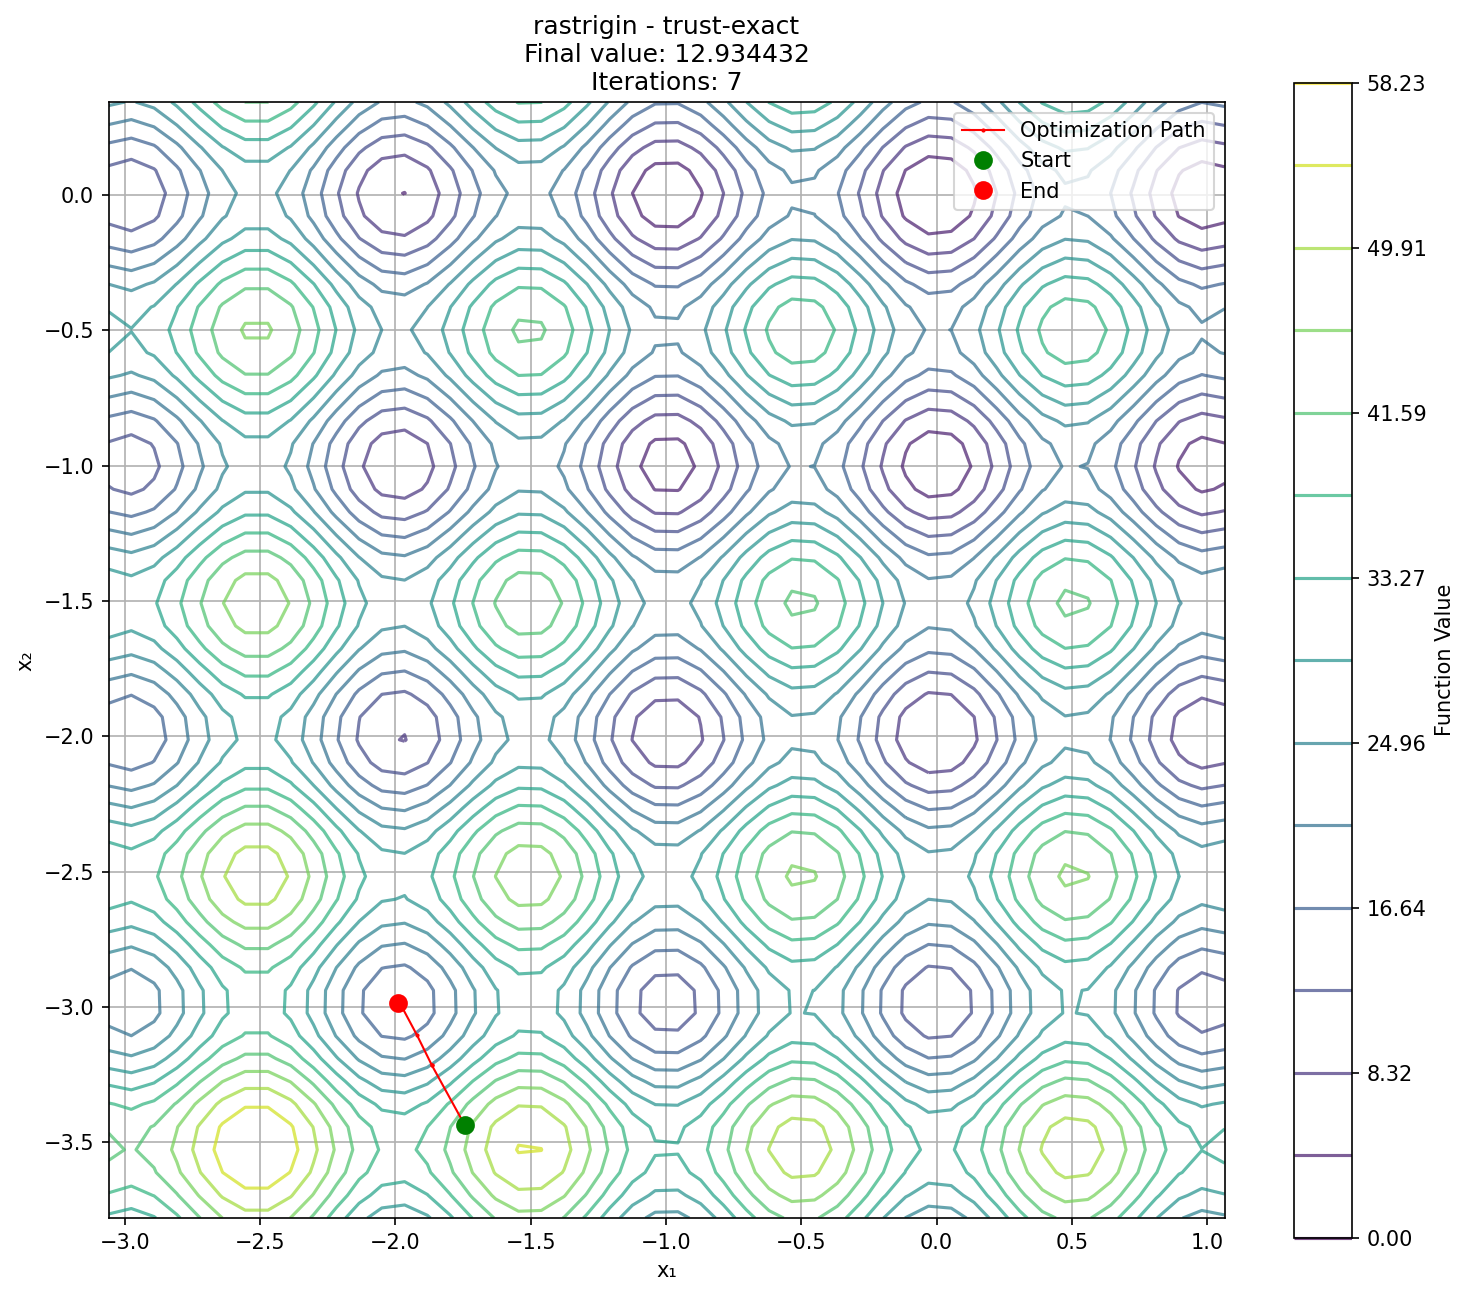 rastrigin - trust-exact
Final value: 12.934432
Iterations: 7
Optimization Path
Start
End
0.0
−0.5
−1.0
−1.5
−2.0
−2.5
−3.0
−3.5
x₂
−3.0 −2.5 −2.0 −1.5 −1.0 −0.5 0.0 0.5 1.0
x₁
58.23
49.91
41.59
33.27
24.96
16.64
8.32
0.00
Function Value